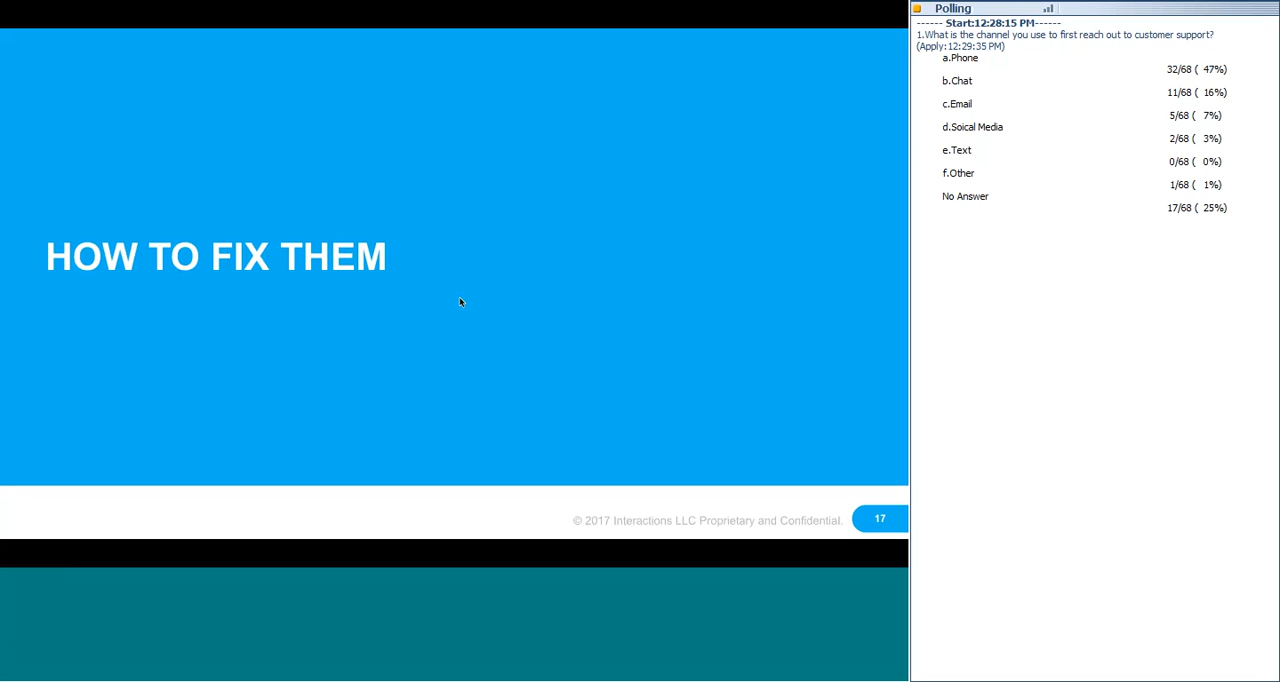 HOW TO FIX THEM
© 2017 Interactions LLC Proprietary and Confidential.
17
Polling
------ Start:12:28:15 PM------
1.What is the channel you use to first reach out to customer support?
(Apply:12:29:35 PM)
a.Phone
32/68 ( 47%)
b.Chat
11/68 ( 16%)
c.Email
5/68 ( 7%)
d.Soical Media
2/68 ( 3%)
e.Text
0/68 ( 0%)
f.Other
1/68 ( 1%)
No Answer
17/68 ( 25%)